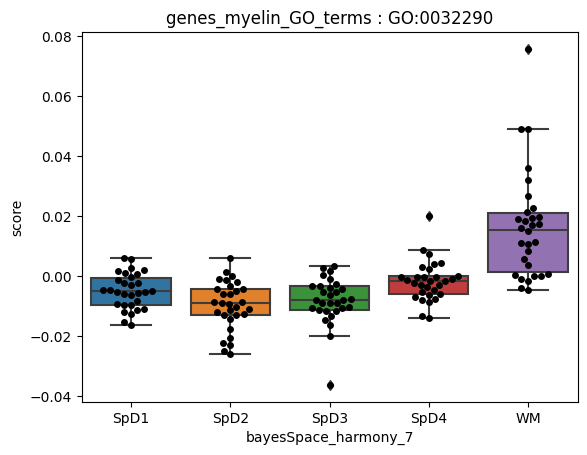 genes_myelin_GO_terms : GO:0032290
0.08
0.06
0.04
0.02
0.00
−0.02
−0.04
score
SpD1 SpD2 SpD3 SpD4 WM
bayesSpace_harmony_7